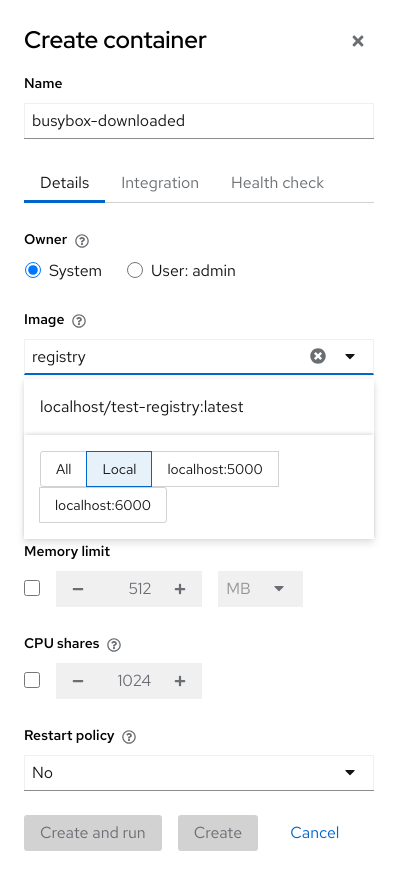 Create container
Name
busybox-downloaded
Details Integration Health check
Owner
System User: admin
Image
registry
localhost/test-registry:latest
All Local localhost:5000
localhost:6000
Memory limit
512 MB
CPU shares
1024
Restart policy
No
Create and run Create Cancel